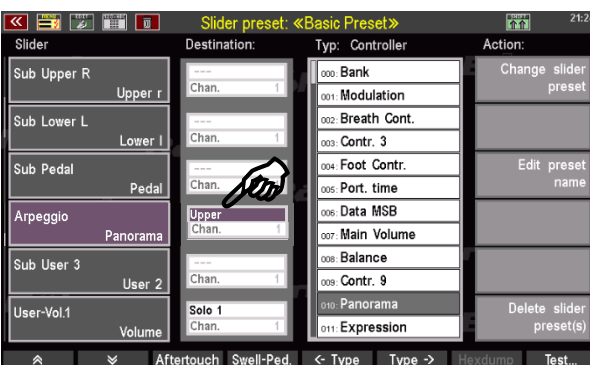 EDIT
Slider preset: «Basic Preset»
SHIFT
21:2
Slider
Destination:
Typ: Controller
Action:
Sub Upper R
Upper r
Sub Lower L
Lower l
Sub Pedal
Pedal
Arpeggio
Panorama
Sub User 3
User 2
User-Vol.1
Volume
---
Chan. 1
---
Chan. 1
---
Chan.
Upper
Chan. 1
---
Chan. 1
Solo 1
Chan. 1
000: Bank
001: Modulation
002: Breath Cont.
003: Contr. 3
004: Foot Contr.
005: Port. time
006: Data MSB
007: Main Volume
008: Balance
009: Contr. 9
010: Panorama
011: Expression
Change slider
preset
Edit preset
name
Delete slider
preset(s)
Aftertouch Swell-Ped. <- Type Type -> Hexdump Test...